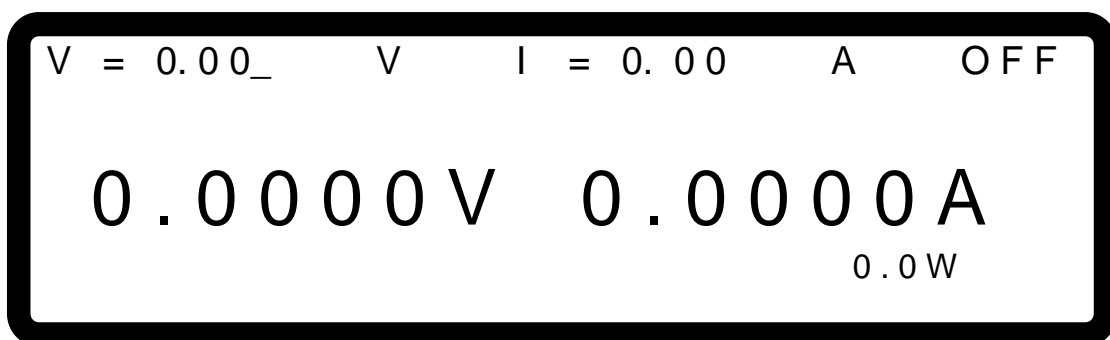 V = 0.00_ V I = 0.00 A OFF
0.0000V 0.0000A
0.0W